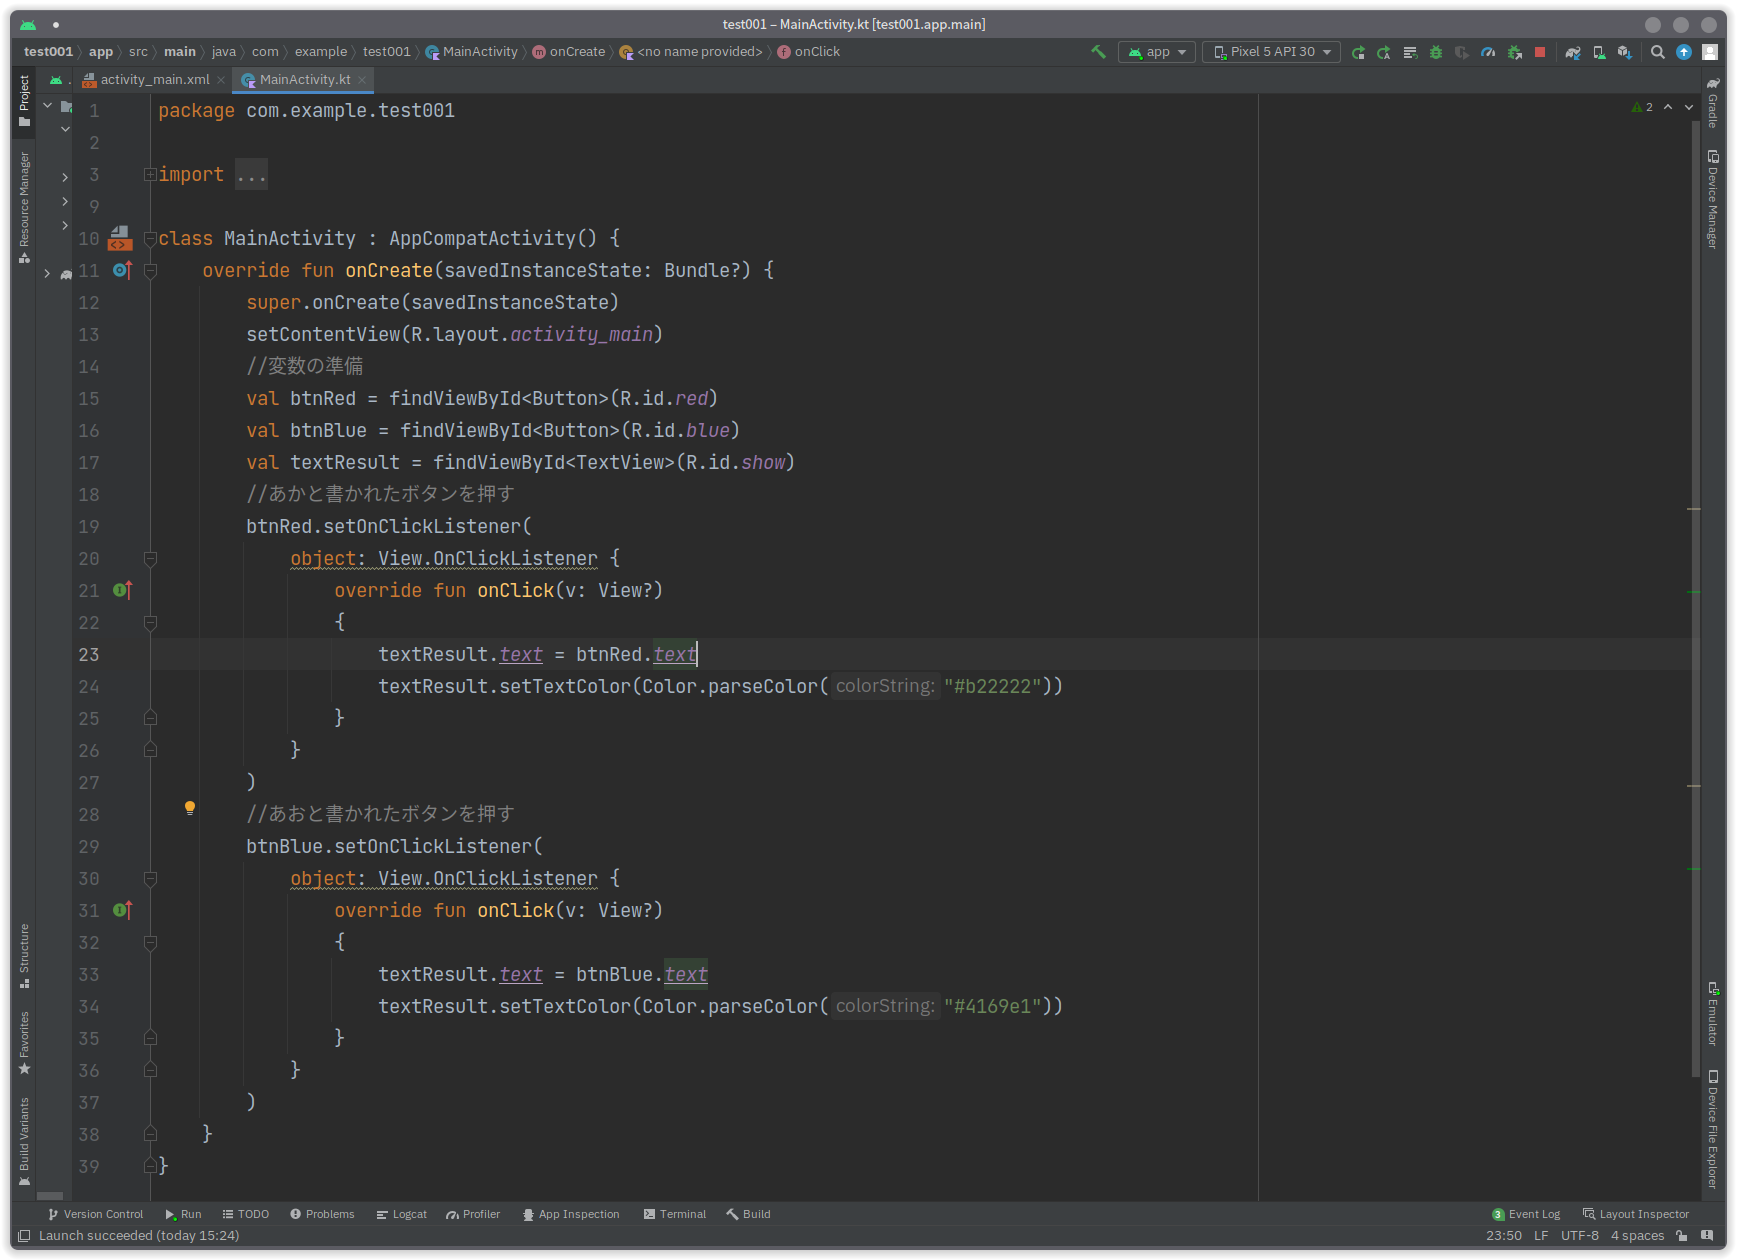 test001 – MainActivity.kt [test001.app.main]
test001 app src main java com example test001 MainActivity onCreate <no name provided> onClick app Pixel 5 API 30
activity_main.xml MainActivity.kt
Project
Resource Manager
Structure
Favorites
Build Variants
2
1 package com.example.test001
2
3 import ...
9
10 class MainActivity : AppCompatActivity() {
11 override fun onCreate(savedInstanceState: Bundle?) {
12 super.onCreate(savedInstanceState)
13 setContentView(R.layout.activity_main)
14 //変数の準備
15 val btnRed = findViewById<Button>(R.id.red)
16 val btnBlue = findViewById<Button>(R.id.blue)
17 val textResult = findViewById<TextView>(R.id.show)
18 //あかと書かれたボタンを押す
19 btnRed.setOnClickListener(
20 object: View.OnClickListener {
21 override fun onClick(v: View?)
22 {
23 textResult.text = btnRed.text
24 textResult.setTextColor(Color.parseColor( colorString: "#b22222"))
25 }
26 }
27 )
28 //あおと書かれたボタンを押す
29 btnBlue.setOnClickListener(
30 object: View.OnClickListener {
31 override fun onClick(v: View?)
32 {
33 textResult.text = btnBlue.text
34 textResult.setTextColor(Color.parseColor( colorString: "#4169e1"))
35 }
36 }
37 )
38 }
39 }
Gradle
Device Manager
Emulator
Device File Explorer
Version Control Run TODO Problems Logcat Profiler App Inspection Terminal Build 3 Event Log Layout Inspector
Launch succeeded (today 15:24) 23:50 LF UTF-8 4 spaces